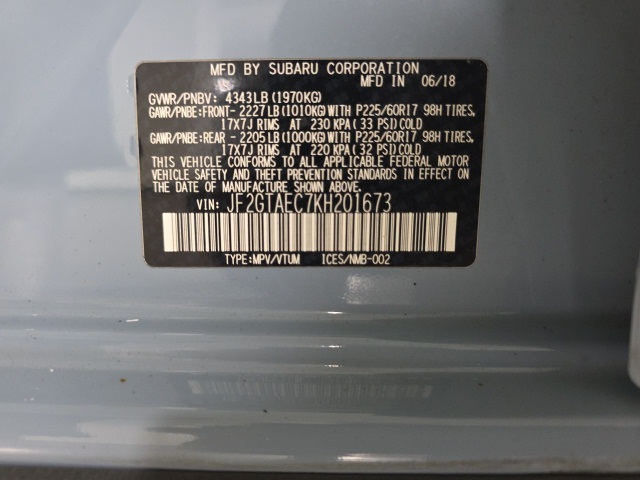 MFD BY SUBARU CORPORATION
MFD IN 06/18
GVWR/PNBV: 4343LB(1970KG)
GAWR/PNBE:FRONT-2227LB(1010KG)WITH P225/60R17 98H TIRES,
17X7J RIMS AT 230 KPA(33 PSI)COLD
GAWR/PNBE:REAR -2205LB(1000KG)WITH P225/60R17 98H TIRES,
17X7J RIMS AT 220 KPA(32 PSI)COLD
THIS VEHICLE CONFORMS TO ALL APPLICABLE FEDERAL MOTOR
VEHICLE SAFETY AND THEFT PREVENTION STANDARDS IN EFFECT
ON THE DATE OF MANUFACTURE SHOWN ABOVE.
VIN: JF2GTAEC7KH201673
TYPE:MPV/VTUM ICES/NMB-002